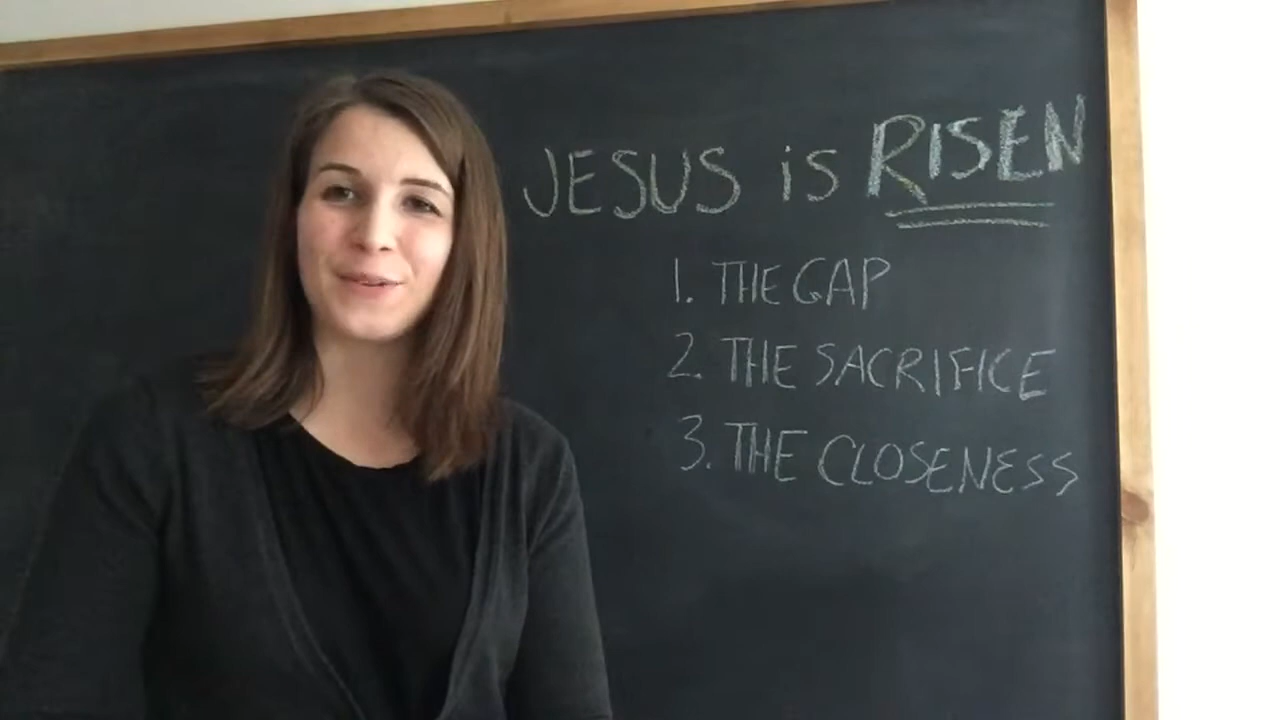 JESUS is RISEN
1. THE GAP
2. THE SACRIFICE
3. THE CLOSENESS